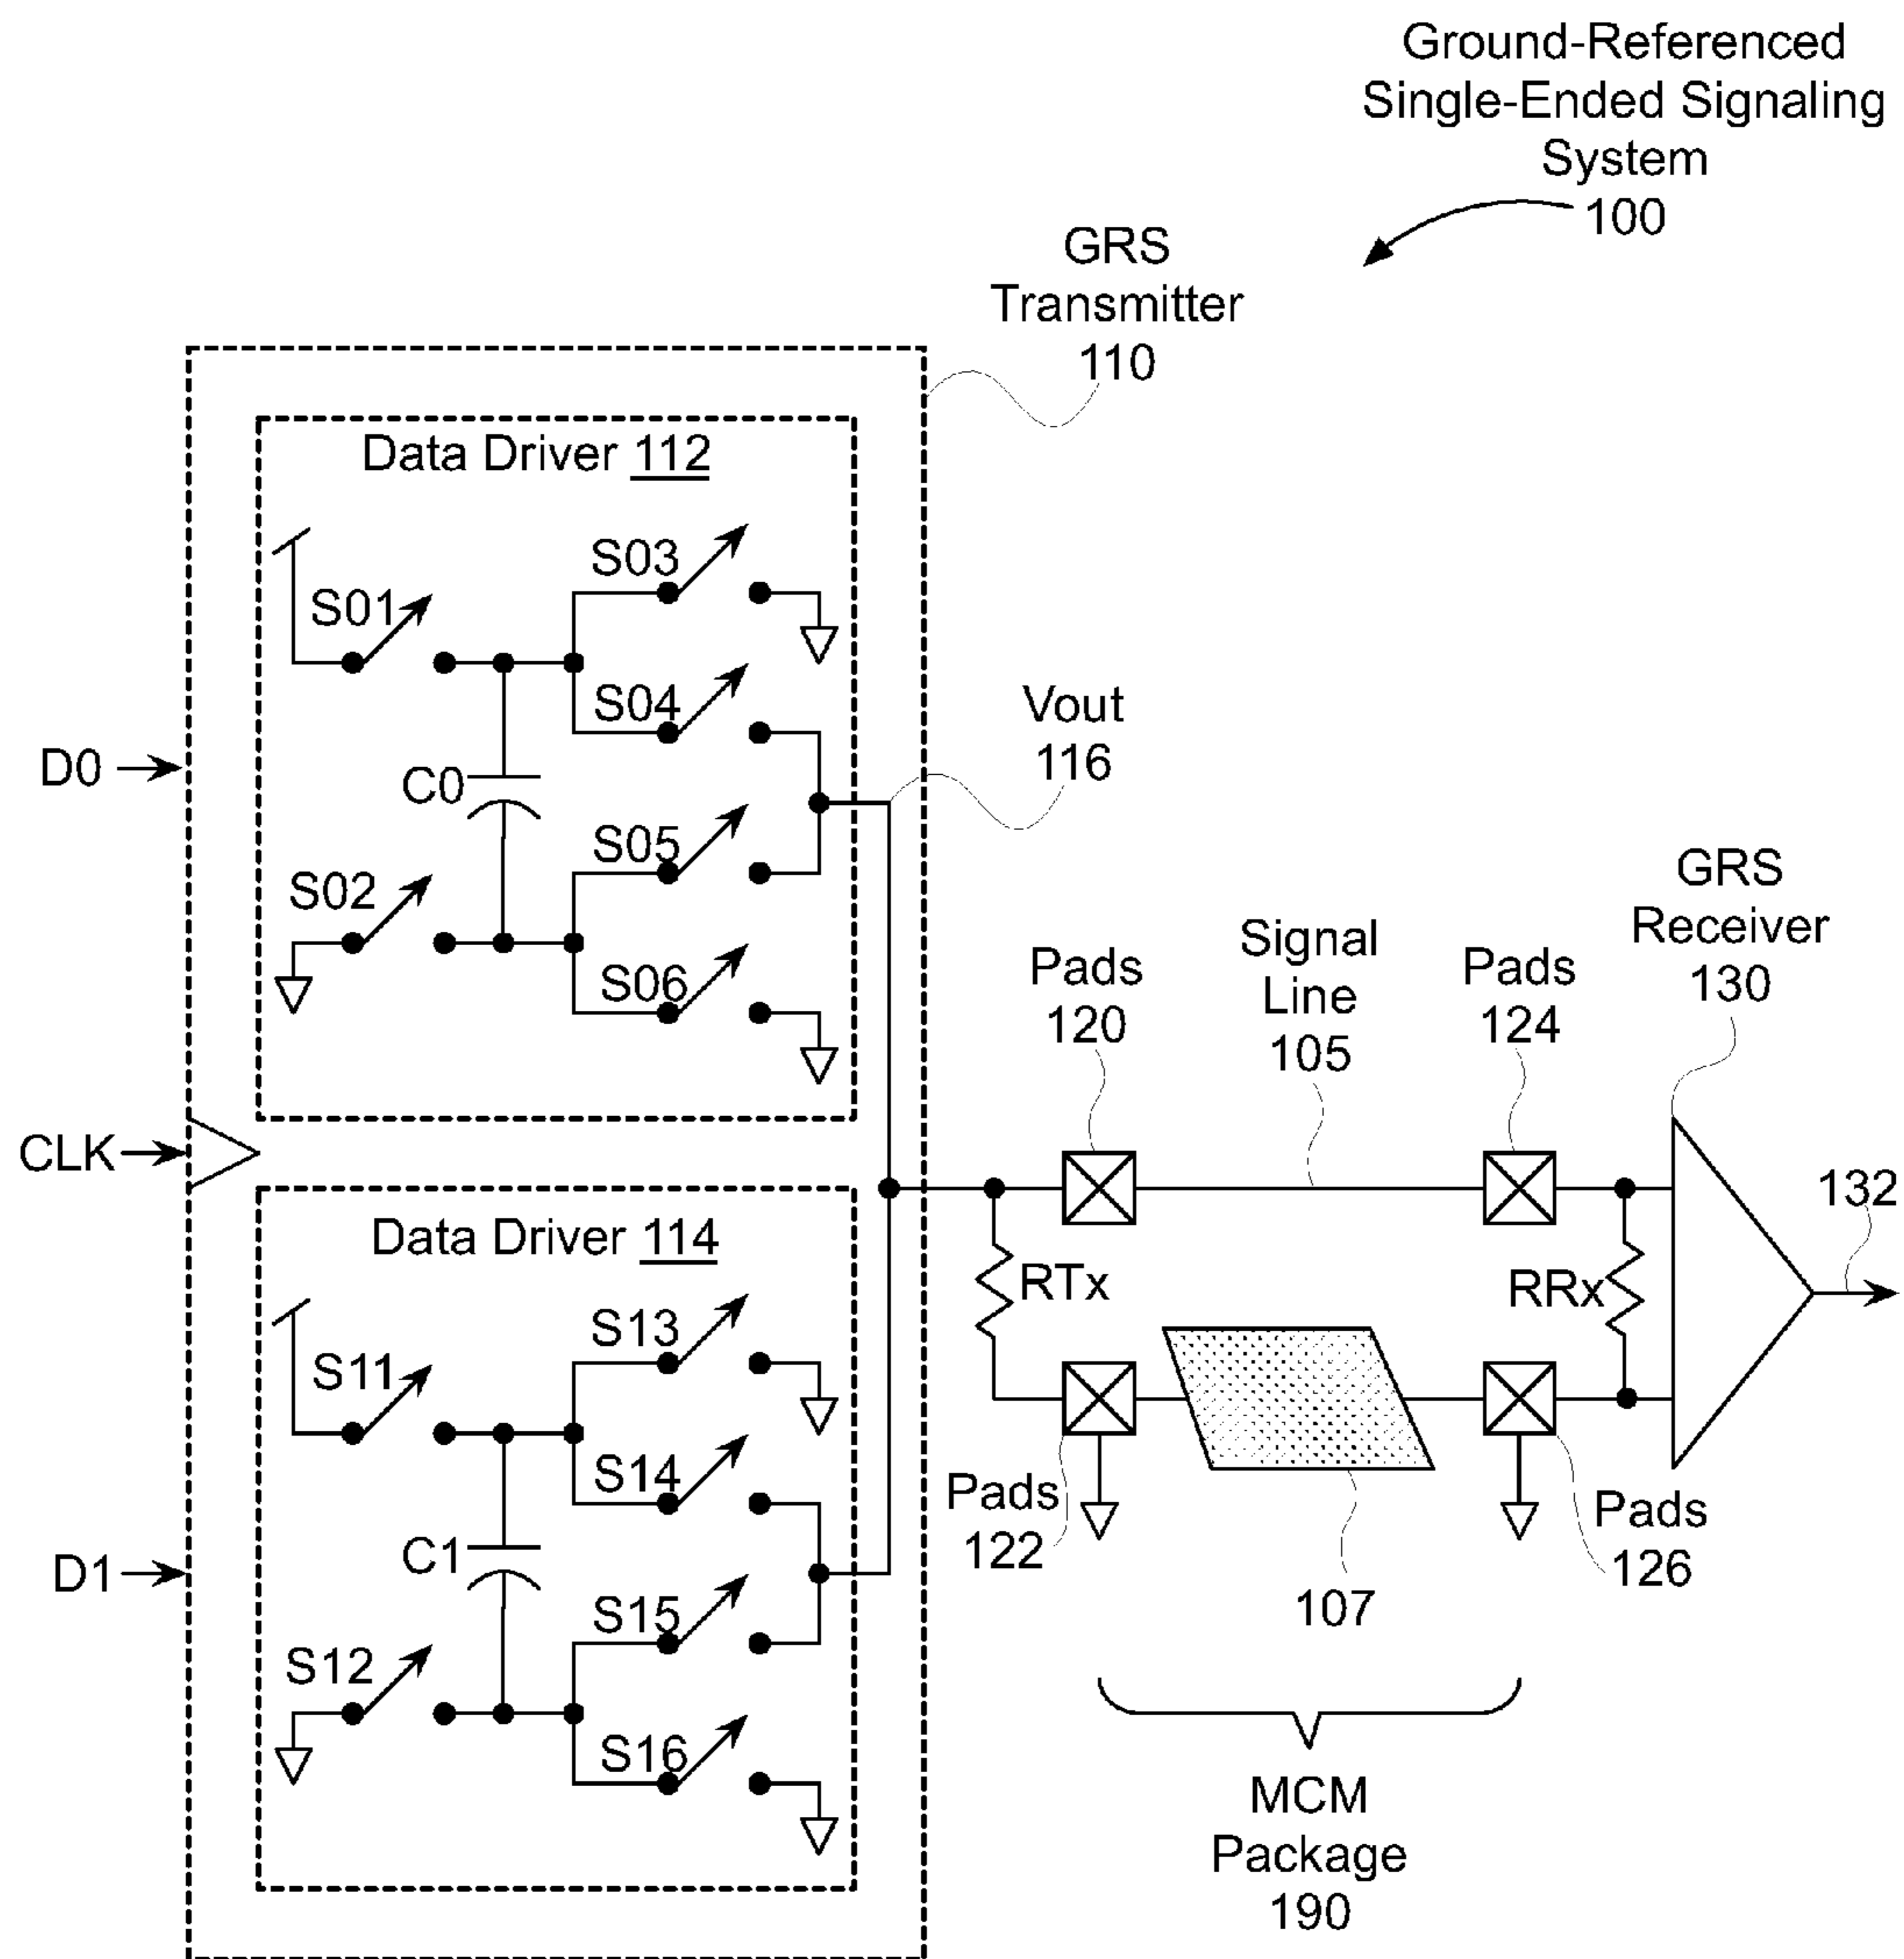 Ground-Referenced
Single-Ended Signaling
System
100
GRS
Transmitter
110
Data Driver 112
S01
S03
S04
C0
S05
S02
S06
D0
Vout
116
CLK
GRS
Receiver
130
Pads
120
Signal
Line
105
Pads
124
132
RTx
RRx
Data Driver 114
S11
S13
S14
C1
S15
S12
S16
D1
Pads
122
107
Pads
126
MCM
Package
190